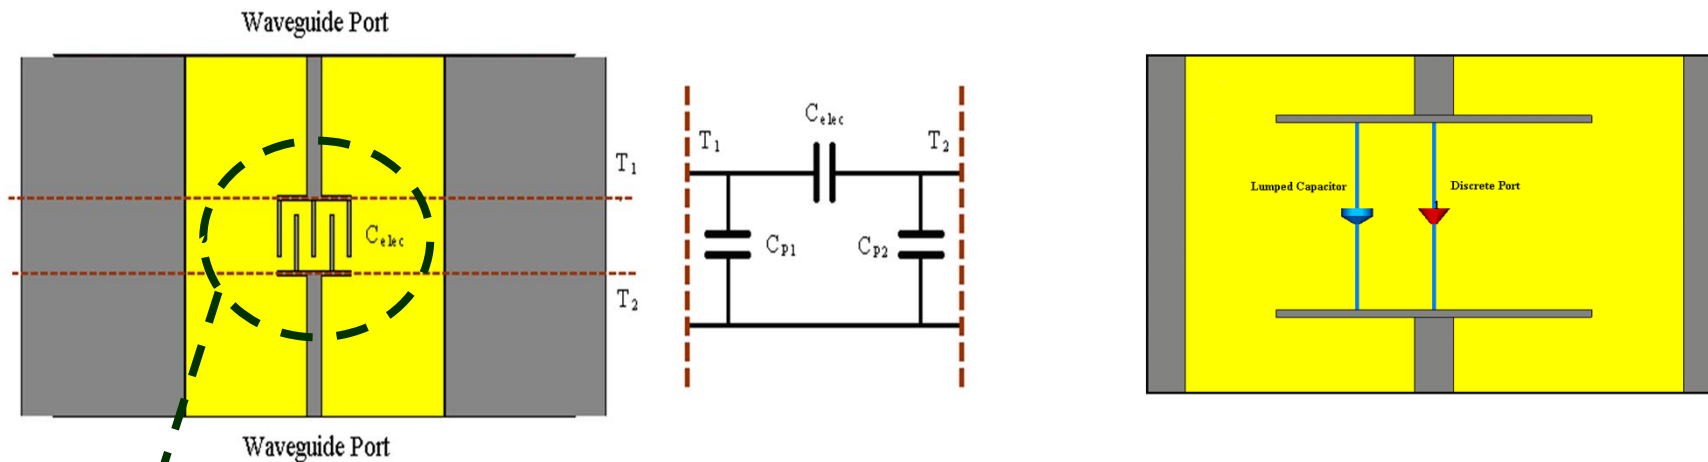 Waveguide Port
T1
Celec
T2
Waveguide Port
Celec
T1
T2
CP1
CP2
Lumped Capacitor
Discrete Port